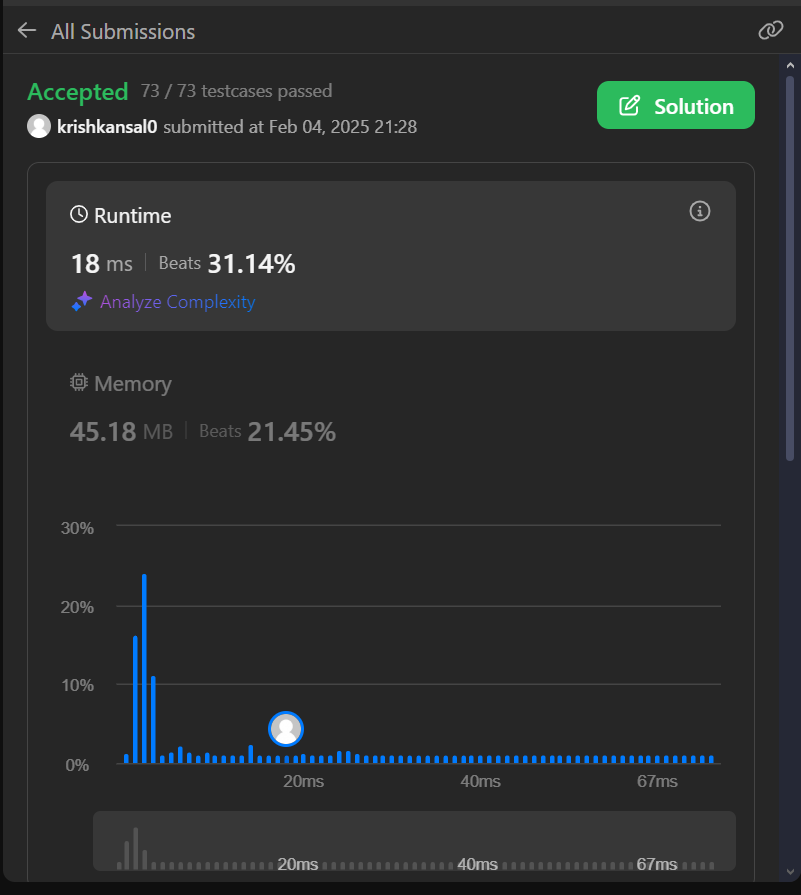 All Submissions
Accepted 73 / 73 testcases passed
krishkansal0 submitted at Feb 04, 2025 21:28
Solution
Runtime
18 ms Beats 31.14%
Analyze Complexity
Memory
45.18 MB Beats 21.45%
30%
20%
10%
0%
20ms 40ms 67ms
20ms 40ms 67ms